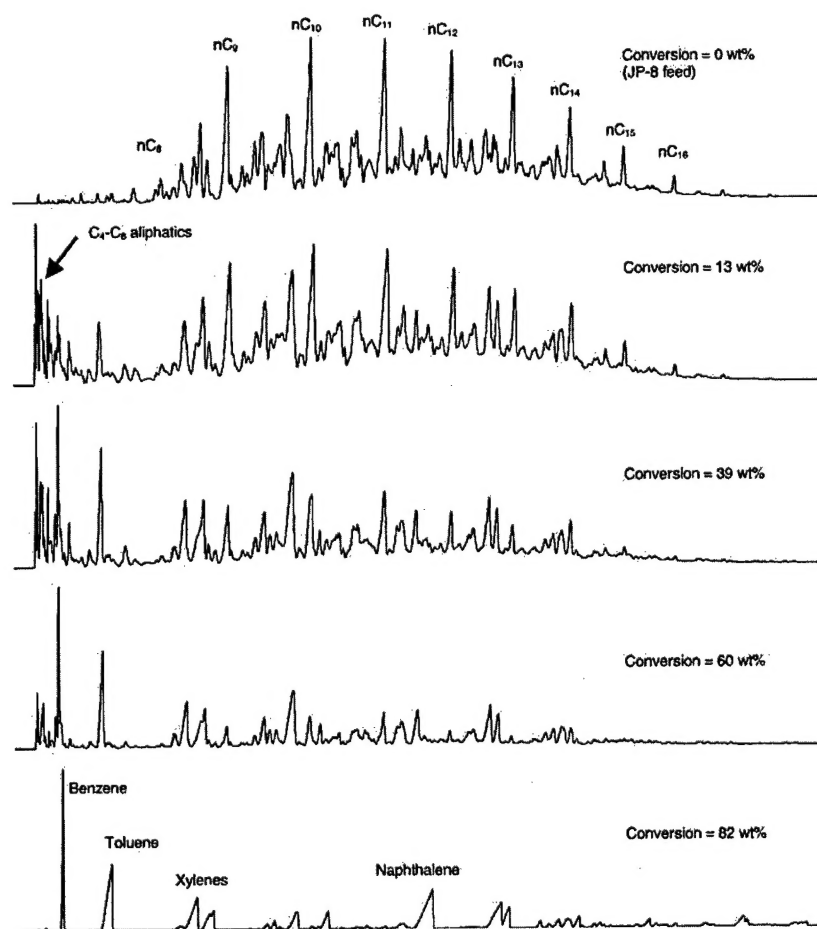 nC₁₀
nC₁₁
nC₉
nC₁₂
Conversion = 0 wt%
(JP-8 feed)
nC₁₃
nC₁₄
nC₁₅
nC₈
nC₁₆
C₄-C₆ aliphatics
Conversion = 13 wt%
Conversion = 39 wt%
Conversion = 60 wt%
Benzene
Conversion = 82 wt%
Toluene
Xylenes
Naphthalene